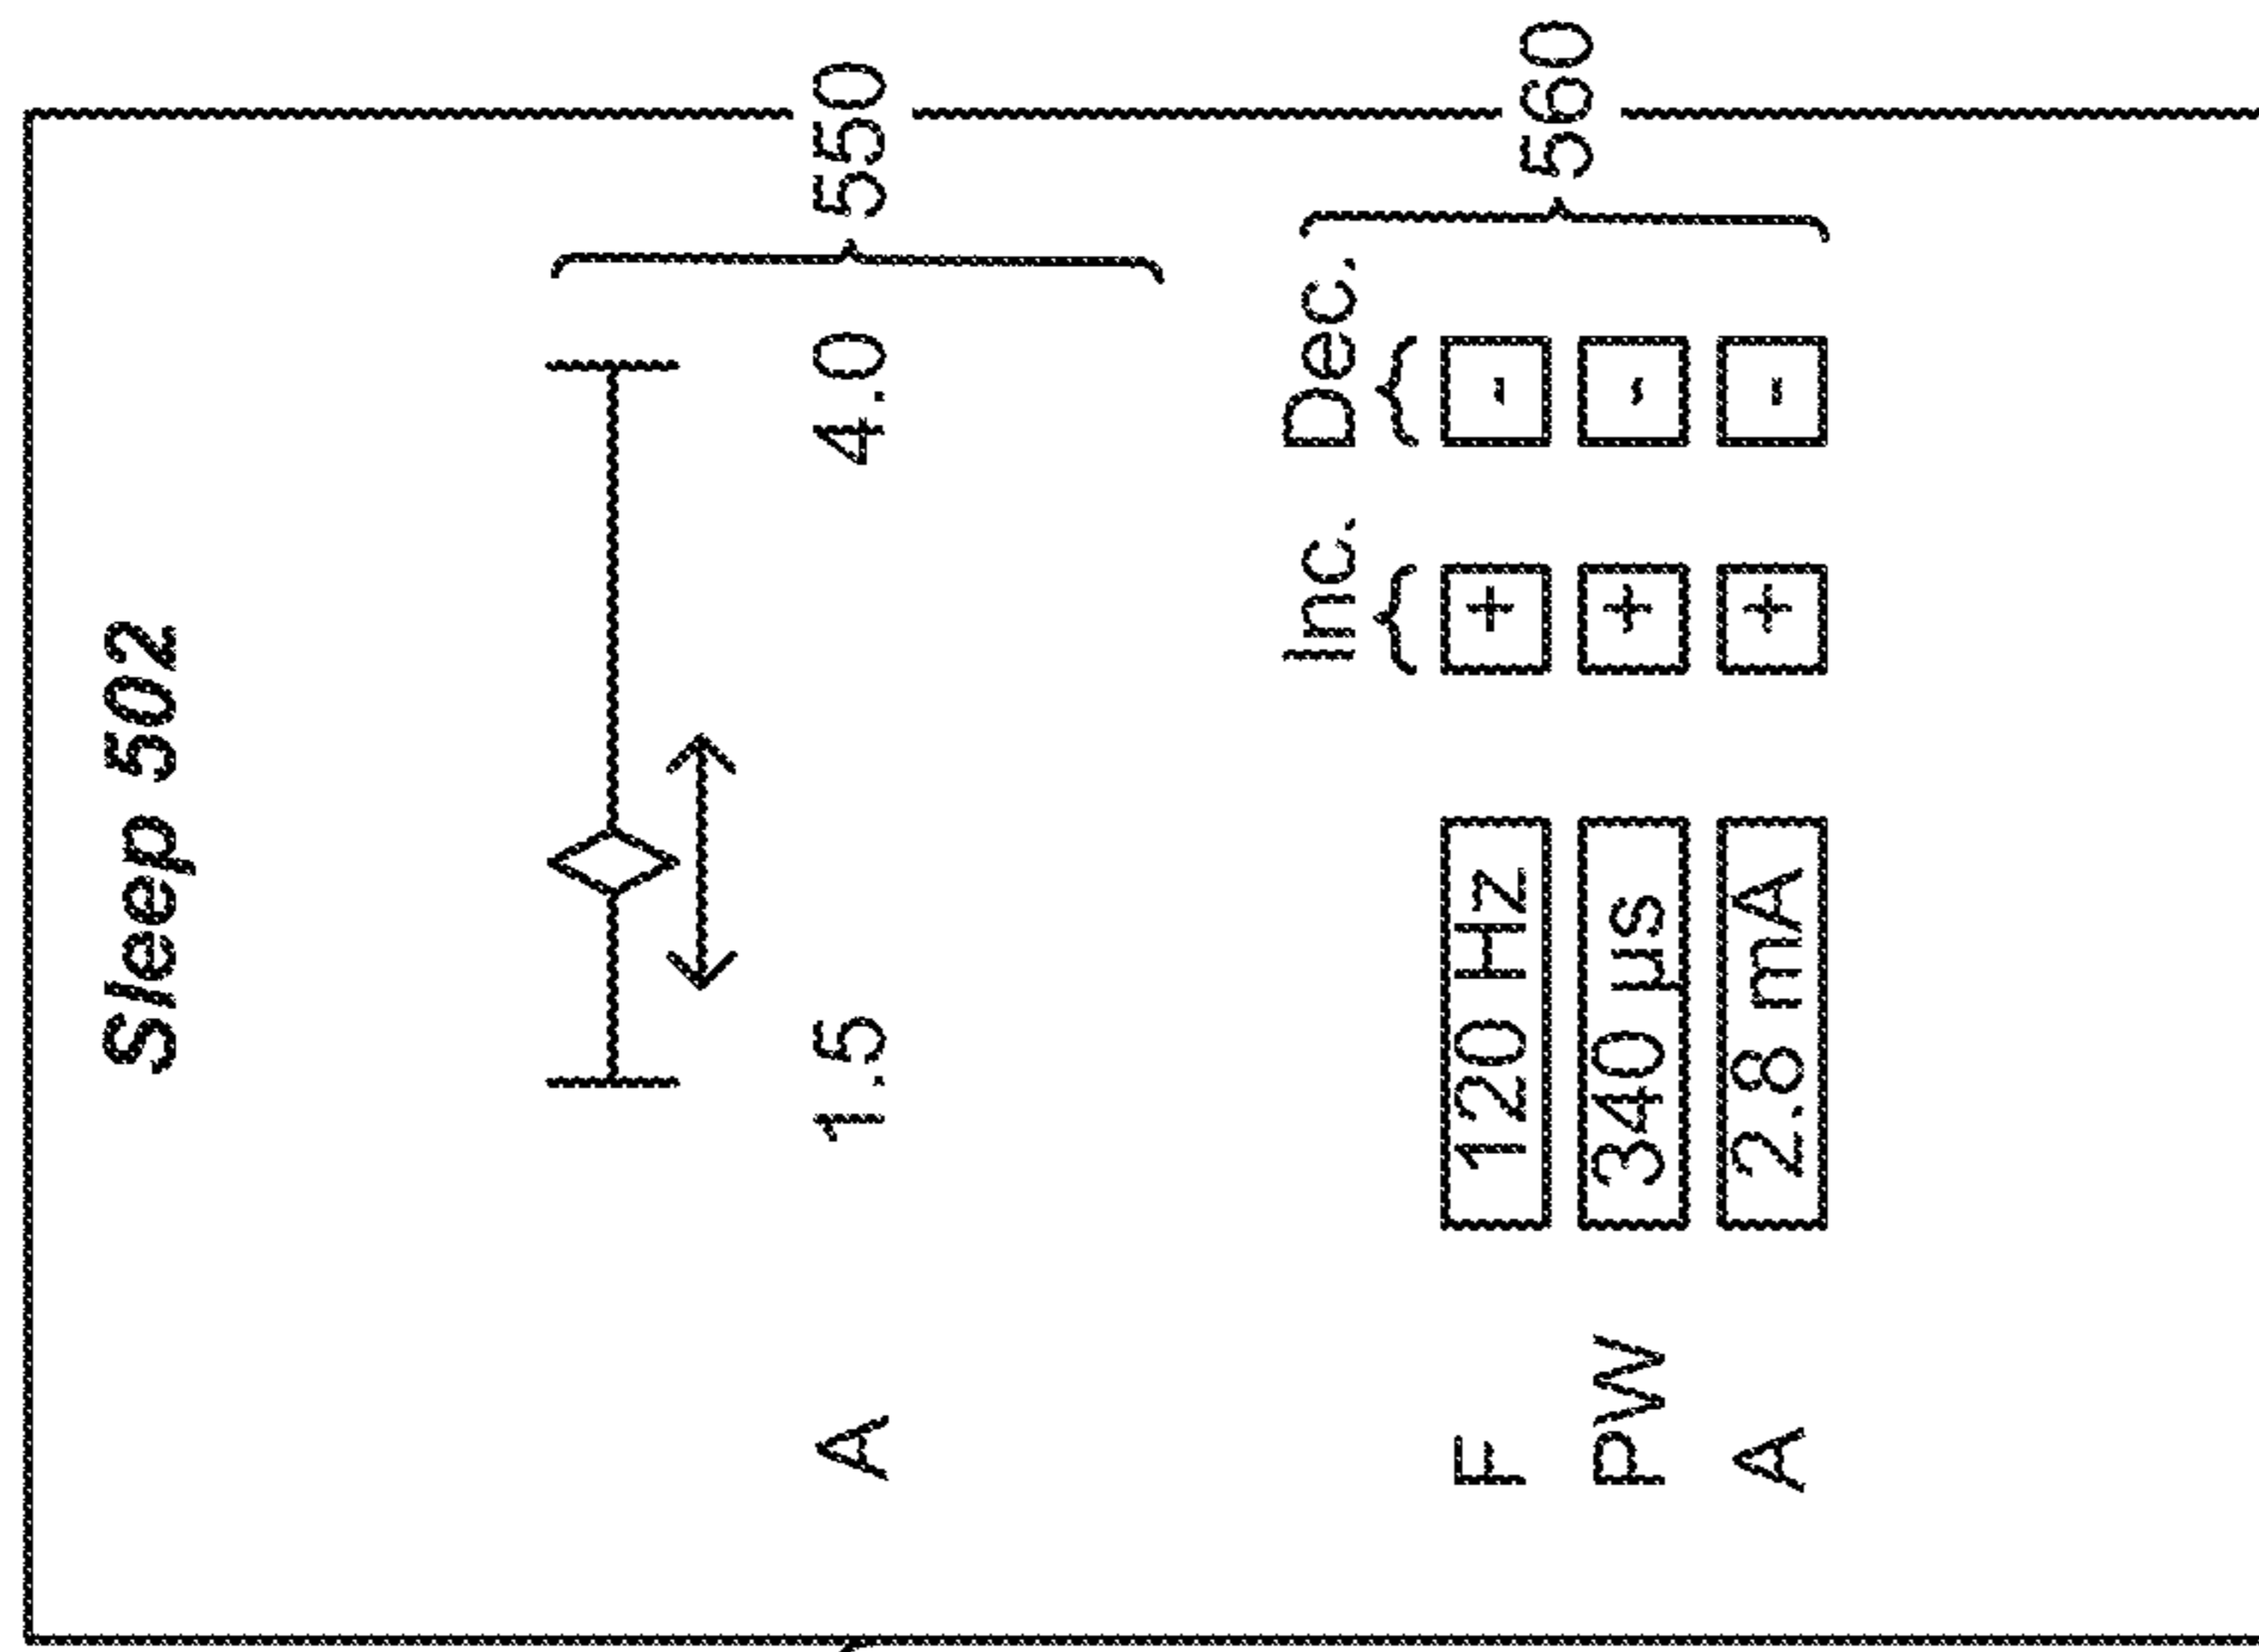 Sleep 502
A 1.5 4.0 550
Inc. Dec.
F 120 Hz + -
PW 340 µs + - 560
A 2.8 mA + -